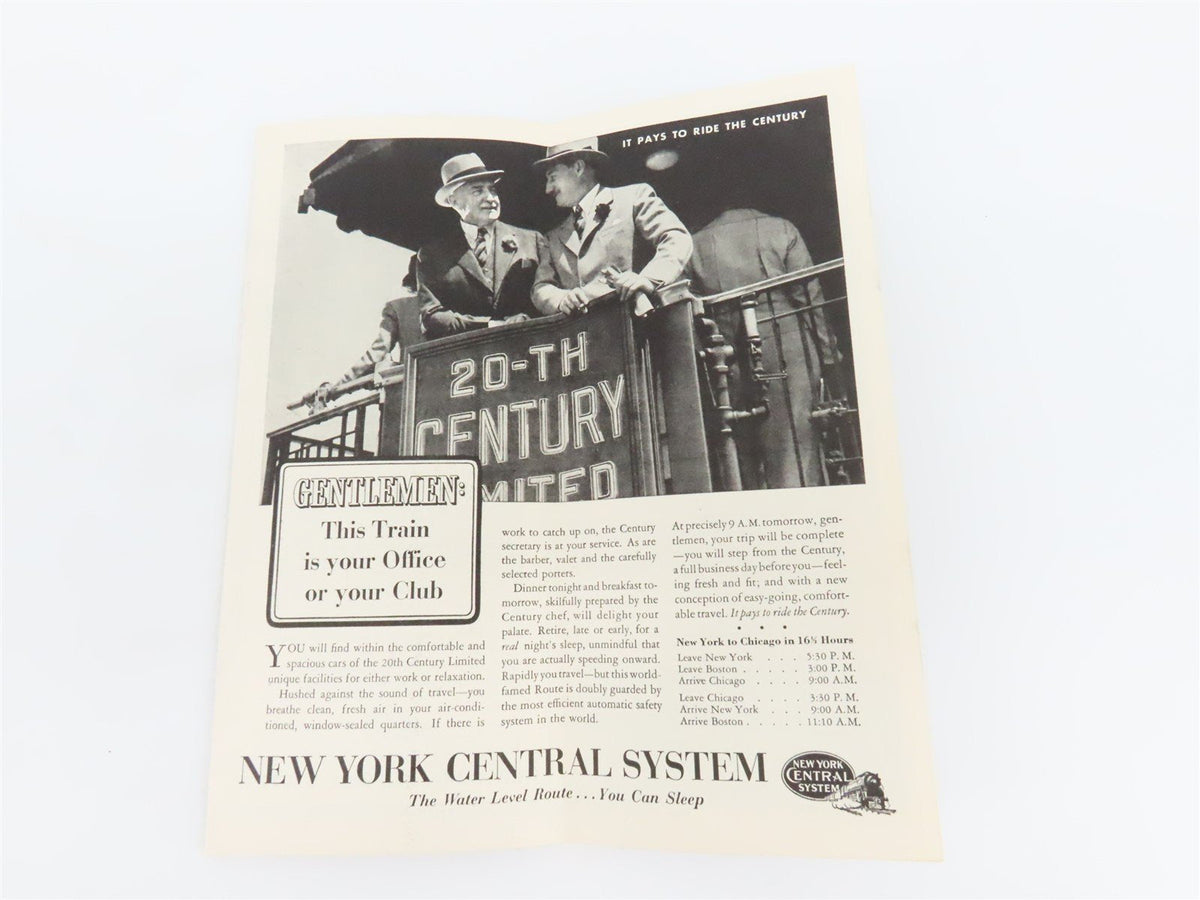 IT PAYS TO RIDE THE CENTURY
20-TH
CENTURY
LIMITED
GENTLEMEN:
This Train
is your Office
or your Club
YOU will find within the comfortable and
spacious cars of the 20th Century Limited
unique facilities for either work or relaxation.
Hushed against the sound of travel—you
breathe clean, fresh air in your air-condi-
tioned, window-sealed quarters. If there is
work to catch up on, the Century
secretary is at your service. As are
the barber, valet and the carefully
selected porters.
Dinner tonight and breakfast to-
morrow, skilfully prepared by the
Century chef, will delight your
palate. Retire, late or early, for a
real night's sleep, unmindful that
you are actually speeding onward.
Rapidly you travel—but this world-
famed Route is doubly guarded by
the most efficient automatic safety
system in the world.
At precisely 9 A.M. tomorrow, gen-
tlemen, your trip will be complete
—you will step from the Century,
a full business day before you—feel-
ing fresh and fit; and with a new
conception of easy-going, comfort-
able travel. It pays to ride the Century.
• • •
New York to Chicago in 16½ Hours
Leave New York . . . 5:30 P. M.
Leave Boston . . . . . 3:00 P. M.
Arrive Chicago . . . . 9:00 A.M.
Leave Chicago . . . . 3:30 P. M.
Arrive New York . . . 9:00 A.M.
Arrive Boston . . . . . 11:10 A.M.
NEW YORK CENTRAL SYSTEM
The Water Level Route...You Can Sleep
NEW YORK
CENTRAL
SYSTEM